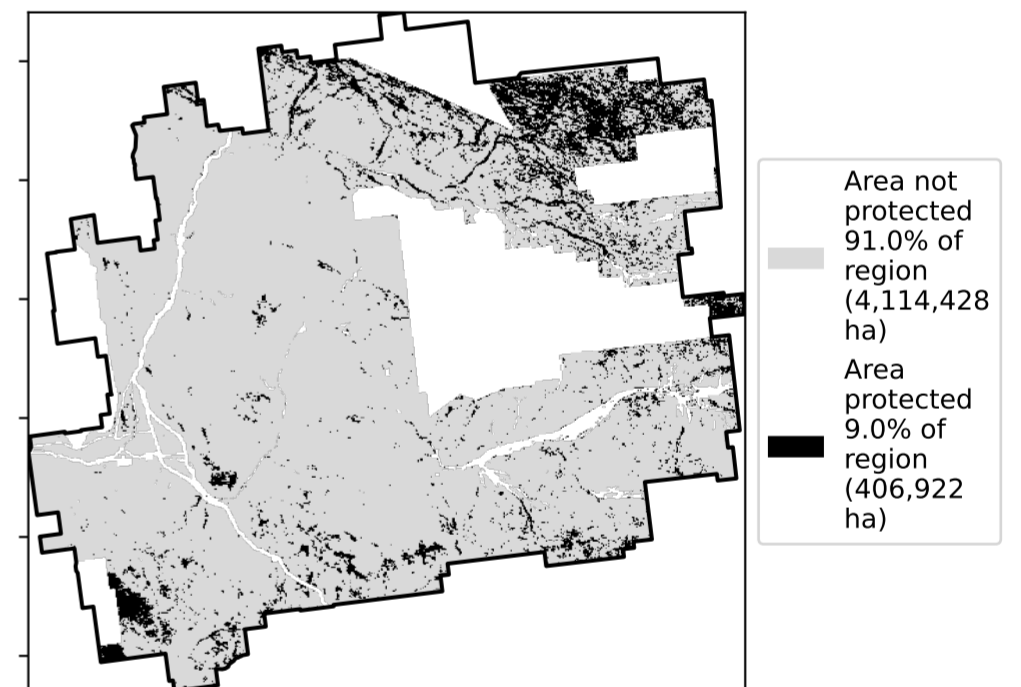 Area not
protected
91.0% of
region
(4,114,428
ha)
Area
protected
9.0% of
region
(406,922
ha)